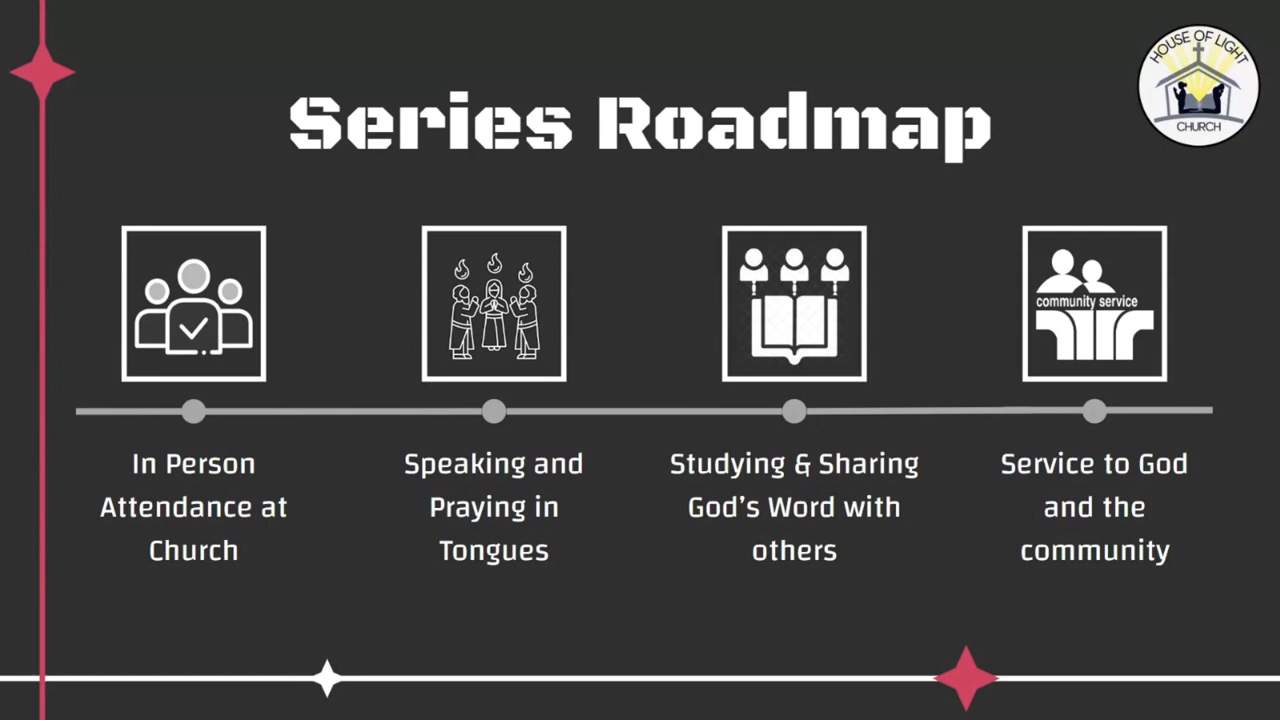 HOUSE OF LIGHT
CHURCH
Series Roadmap
community service
In Person
Attendance at
Church
Speaking and
Praying in
Tongues
Studying & Sharing
God's Word with
others
Service to God
and the
community